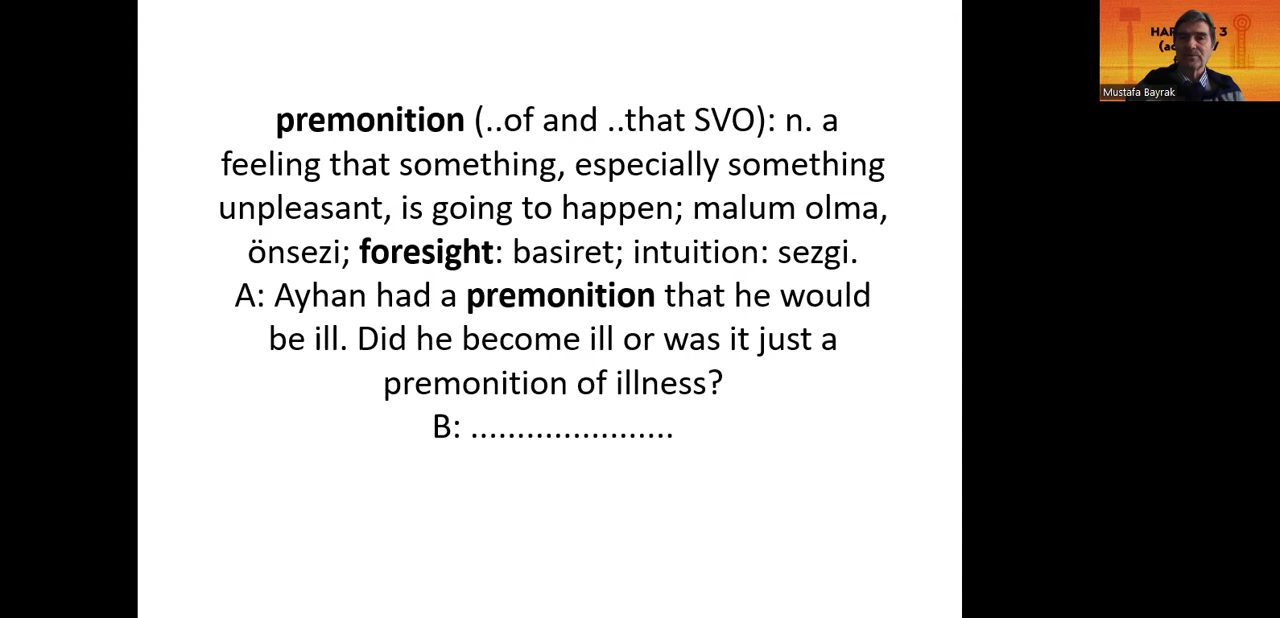 premonition (..of and ..that SVO): n. a
feeling that something, especially something
unpleasant, is going to happen; malum olma,
önsezi; foresight: basiret; intuition: sezgi.
A: Ayhan had a premonition that he would
be ill. Did he become ill or was it just a
premonition of illness?
B: ......................
3
Mustafa Bayrak